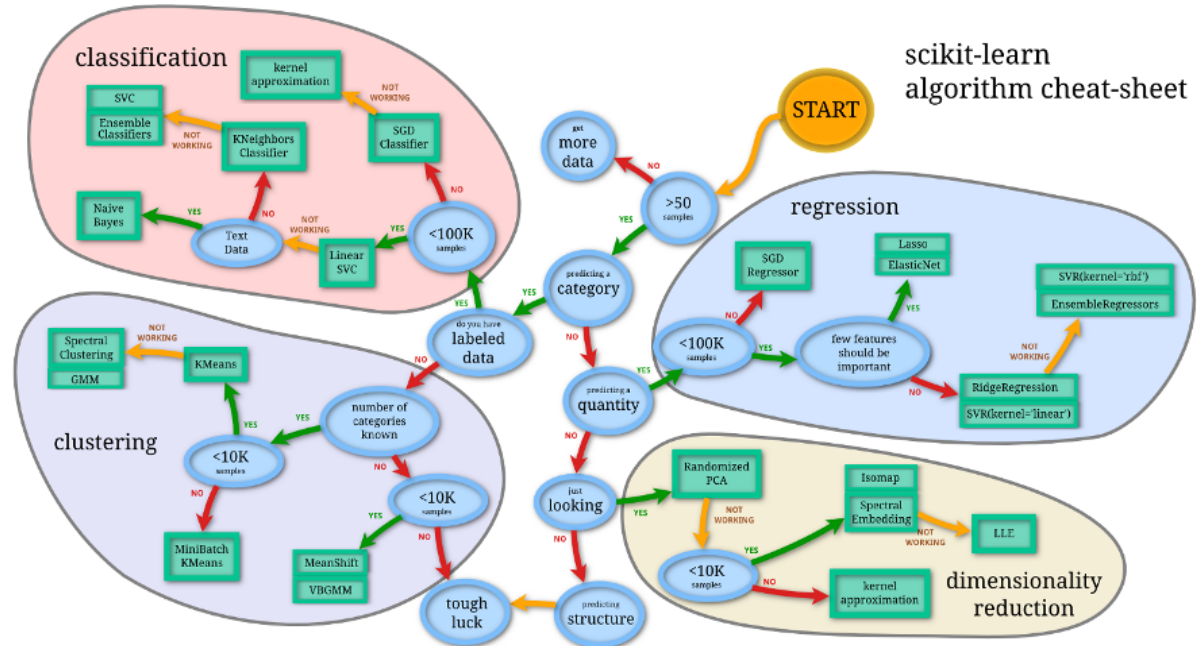 scikit-learn
algorithm cheat-sheet
START
classification
kernel
approximation
NOT
WORKING
SVC
Ensemble
Classifiers
NOT
WORKING
KNeighbors
Classifier
SGD
Classifier
NO
Naive
Bayes
YES
Text
Data
NO
NOT
WORKING
Linear
SVC
YES
<100K
samples
get
more
data
NO
>50
samples
YES
predicting a
category
YES
NO
do you have
labeled
data
YES
NO
predicting a
quantity
YES
NO
just
looking
YES
NO
predicting
structure
tough
luck
regression
SGD
Regressor
Lasso
ElasticNet
SVR(kernel='rbf')
EnsembleRegressors
<100K
samples
NO
YES
few features
should be
important
YES
NO
NOT
WORKING
RidgeRegression
SVR(kernel='linear')
clustering
Spectral
Clustering
GMM
NOT
WORKING
KMeans
YES
number of
categories
known
YES
NO
<10K
samples
NO
<10K
samples
YES
NO
MiniBatch
KMeans
MeanShift
VBGMM
Randomized
PCA
NOT
WORKING
Isomap
Spectral
Embedding
NOT
WORKING
LLE
<10K
samples
YES
NO
kernel
approximation
dimensionality
reduction